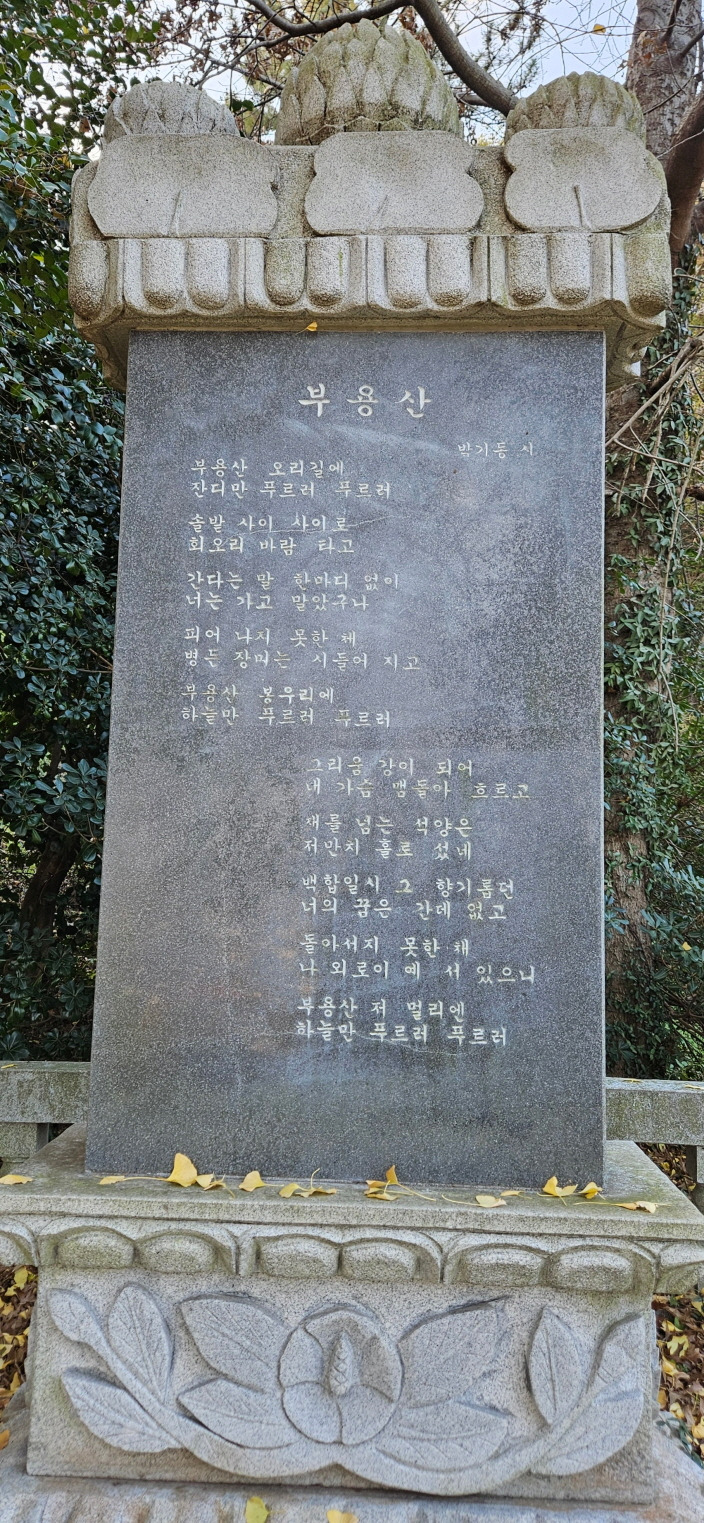 부용산
박기동 시
부용산 오리길에
잔디만 푸르러 푸르러
솔밭 사이 사이로
회오리 바람 타고
간다는 말 한마디 없이
너는 가고 말았구나
피어 나지 못한 체
병든 장미는 시들어 지고
부용산 봉우리에
하늘만 푸르러 푸르러
그리움 강이 되어
내 가슴 맴돌아 흐르고
재를 넘는 석양은
저만치 홀로 섰네
백합일시 그 향기롭던
너의 꿈은 간데 없고
돌아서지 못한 채
나 외로이 예 서 있으니
부용산 저 멀리엔
하늘만 푸르러 푸르러